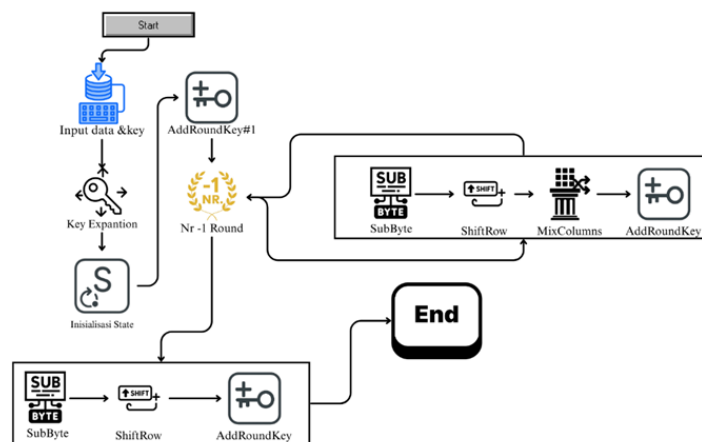 Start
Input data &key
Key Expantion
S
Inisialisasi State
AddRoundKey#1
-1
NR.
Nr -1 Round
SUB
BYTE
SubByte
SHIFT
ShiftRow
MixColumns
AddRoundKey
End
SUB
BYTE
SubByte
SHIFT
ShiftRow
AddRoundKey